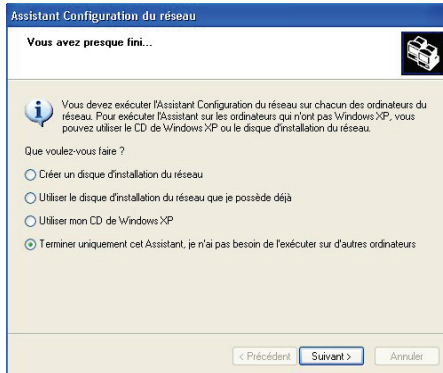 Assistant Configuration du réseau
Vous avez presque fini...
Vous devez exécuter l'Assistant Configuration du réseau sur chacun des ordinateurs du
réseau. Pour exécuter l'Assistant sur les ordinateurs qui n'ont pas Windows XP, vous
pouvez utiliser le CD de Windows XP ou le disque d'installation du réseau.
Que voulez-vous faire ?
Créer un disque d'installation du réseau
Utiliser le disque d'installation du réseau que je possède déjà
Utiliser mon CD de Windows XP
Terminer uniquement cet Assistant, je n'ai pas besoin de l'exécuter sur d'autres ordinateurs
< Précédent Suivant > Annuler